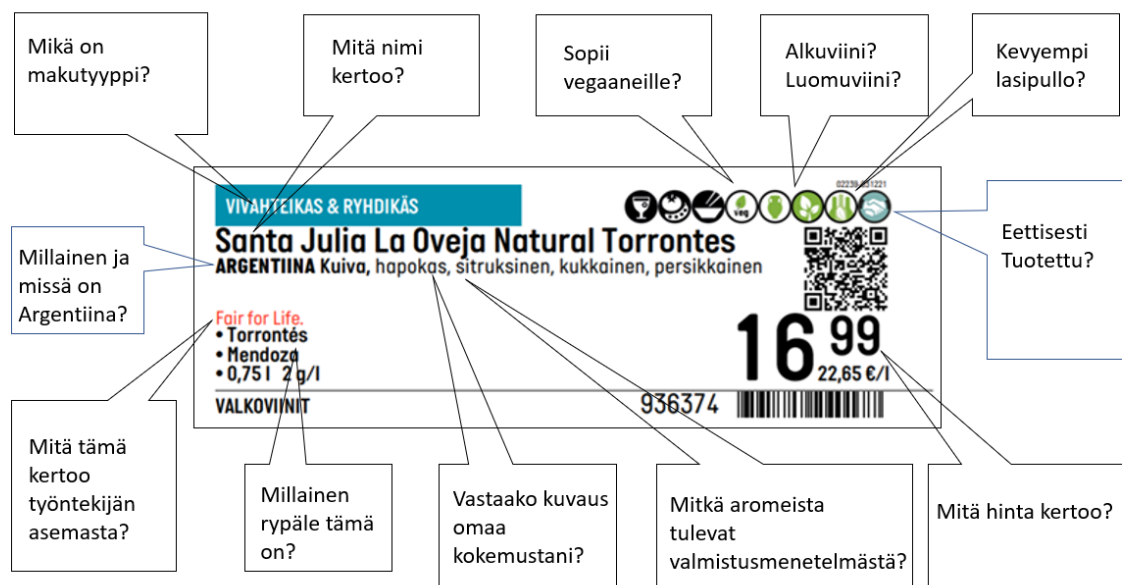 Mikä on
makutyyppi?
Mitä nimi
kertoo?
Sopii
vegaaneille?
Alkuviini?
Luomuviini?
Kevyempi
lasipullo?
02239-031221
VIVAHTEIKAS & RYHDIKÄS
veg
Santa Julia La Oveja Natural Torrontes
ARGENTIINA Kuiva, hapokas, sitruksinen, kukkainen, persikkainen
Millainen ja
missä on
Argentiina?
Eettisesti
Tuotettu?
Fair for Life.
• Torrontés
• Mendoza
• 0,75 l 2 g/l
16 99
22,65 €/l
VALKOVIINIT
936374
Mitä tämä
kertoo
työntekijän
asemasta?
Millainen
rypäle tämä
on?
Vastaako kuvaus
omaa
kokemustani?
Mitkä aromeista
tulevat
valmistusmenetelmästä?
Mitä hinta kertoo?